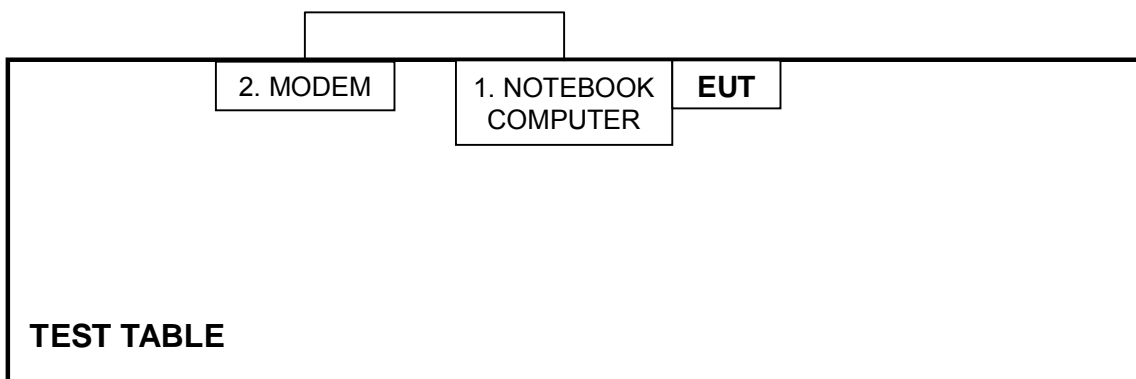 2. MODEM
1. NOTEBOOK
COMPUTER
EUT
TEST TABLE